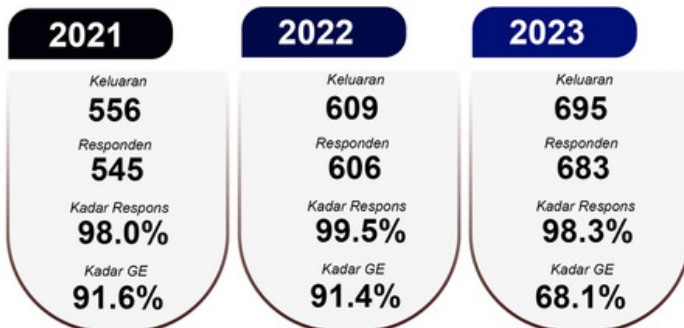 2021
Keluaran
556
Responden
545
Kadar Respons
98.0%
Kadar GE
91.6%
2022
Keluaran
609
Responden
606
Kadar Respons
99.5%
Kadar GE
91.4%
2023
Keluaran
695
Responden
683
Kadar Respons
98.3%
Kadar GE
68.1%